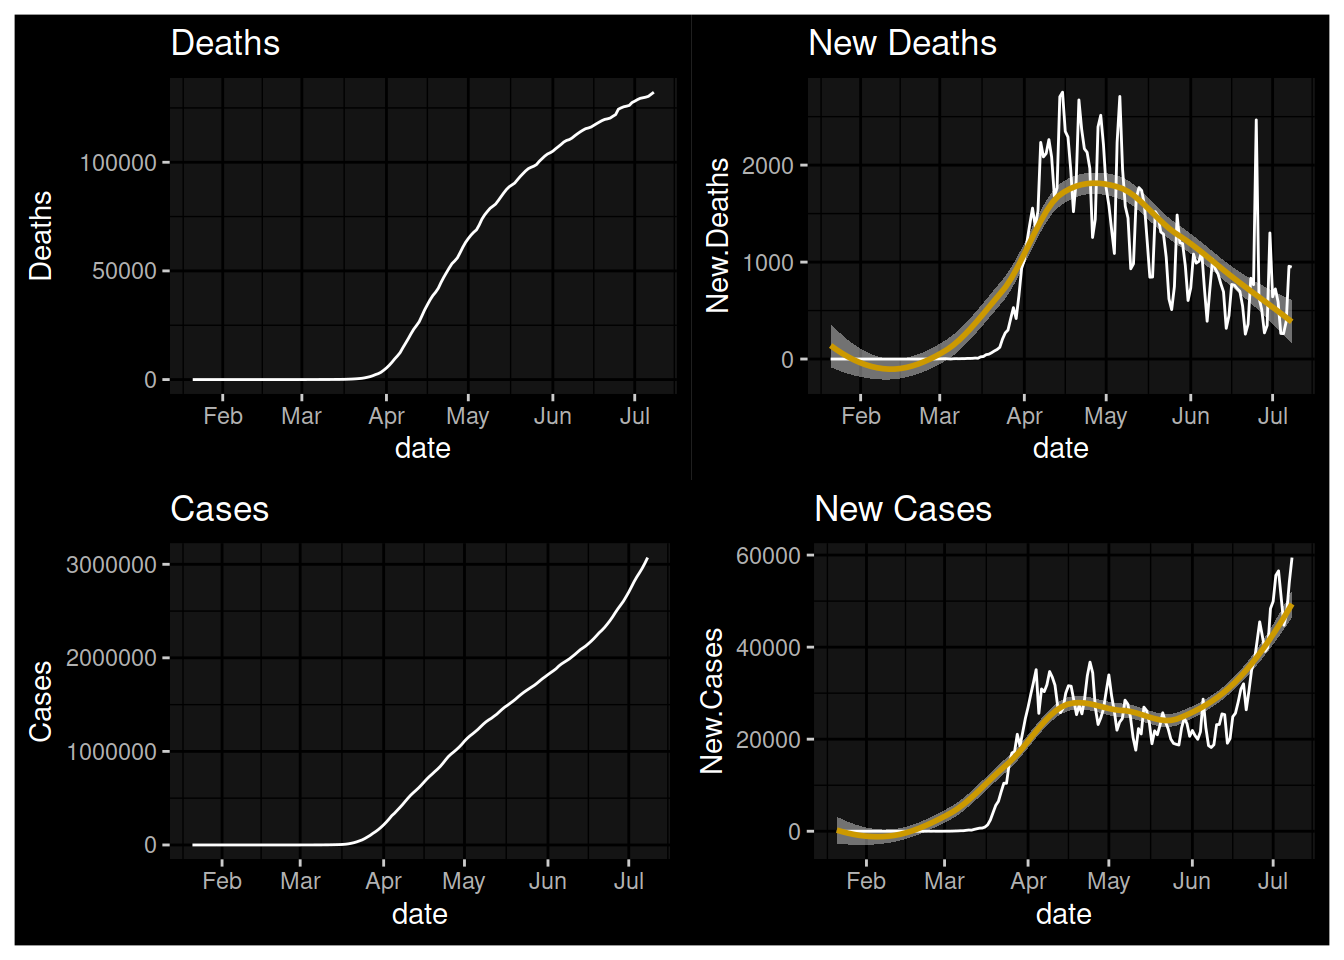 Deaths
Deaths
100000
50000
0
Feb Mar Apr May Jun Jul
date
New Deaths
New.Deaths
2000
1000
0
Feb Mar Apr May Jun Jul
date
Cases
Cases
3000000
2000000
1000000
0
Feb Mar Apr May Jun Jul
date
New Cases
New.Cases
60000
40000
20000
0
Feb Mar Apr May Jun Jul
date